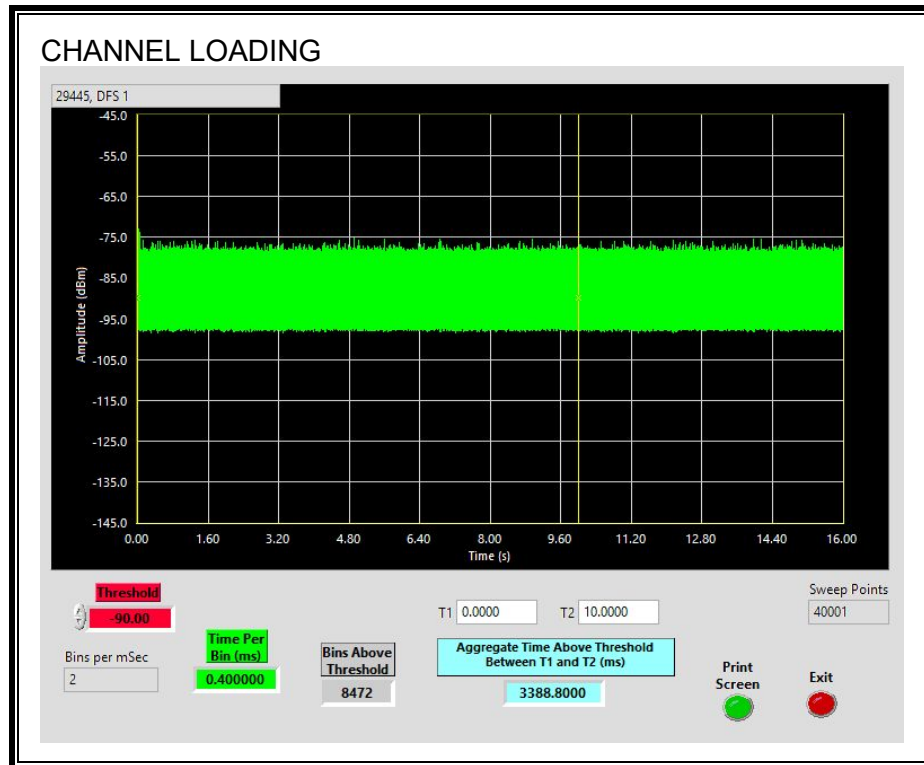 CHANNEL LOADING
29445, DFS 1
-45.0
-55.0
-65.0
-75.0
-85.0
-95.0
-105.0
-115.0
-125.0
-135.0
-145.0
Amplitude (dBm)
0.00 1.60 3.20 4.80 6.40 8.00 9.60 11.20 12.80 14.40 16.00
Time (s)
Threshold
-90.00
Bins per mSec
2
Time Per
Bin (ms)
0.400000
Bins Above
Threshold
8472
T1 0.0000 T2 10.0000
Aggregate Time Above Threshold
Between T1 and T2 (ms)
3388.8000
Sweep Points
40001
Print
Screen
Exit